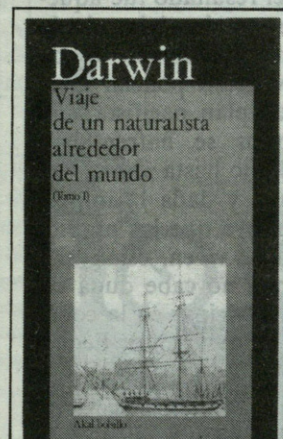 Darwin
Viaje
de un naturalista
alrededor
del mundo
(Tomo I)
Akal bolsillo